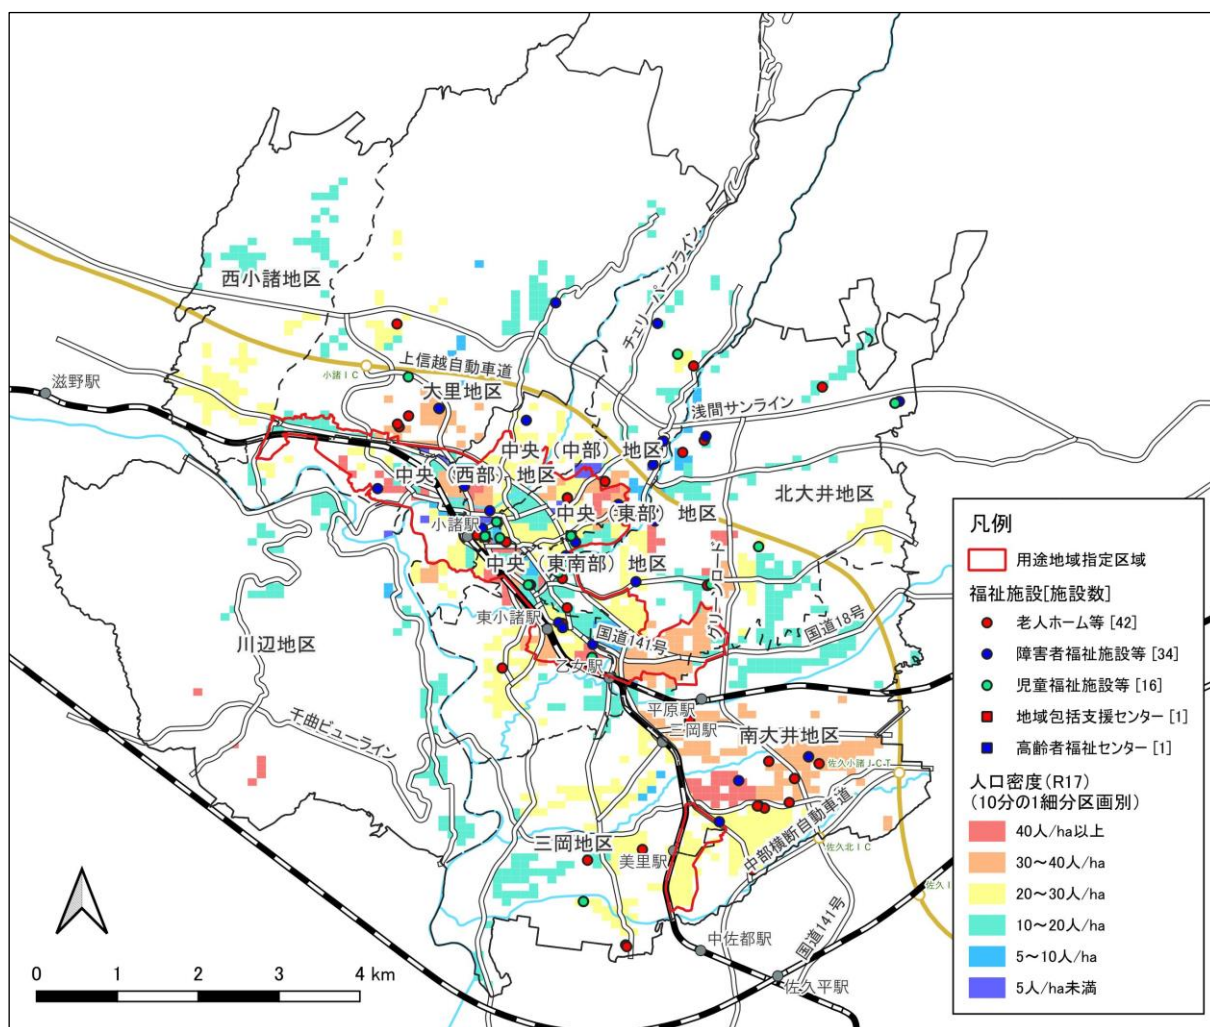 西小諸地区
チェリーパークライン
滋野駅
小諸IC
上信越自動車道
大里地区
浅間サンライン
中央（中部）地区
中央（西部）地区
北大井地区
中央（東部）地区
小諸駅
中央（東南部）地区
グリーンロード
東小諸駅
国道141号
国道18号
川辺地区
乙女駅
平原駅
三岡駅
千曲ビューライン
南大井地区
佐久小諸JCT
中部横断自動車道
三岡地区
美里駅
佐久北IC
佐久I
中佐都駅
国道141号
佐久平駅
0 1 2 3 4 km
凡例
用途地域指定区域
福祉施設[施設数]
老人ホーム等 [42]
障害者福祉施設等 [34]
児童福祉施設等 [16]
地域包括支援センター [1]
高齢者福祉センター [1]
人口密度(R17)
(10分の1細分区画別)
40人/ha以上
30～40人/ha
20～30人/ha
10～20人/ha
5～10人/ha
5人/ha未満